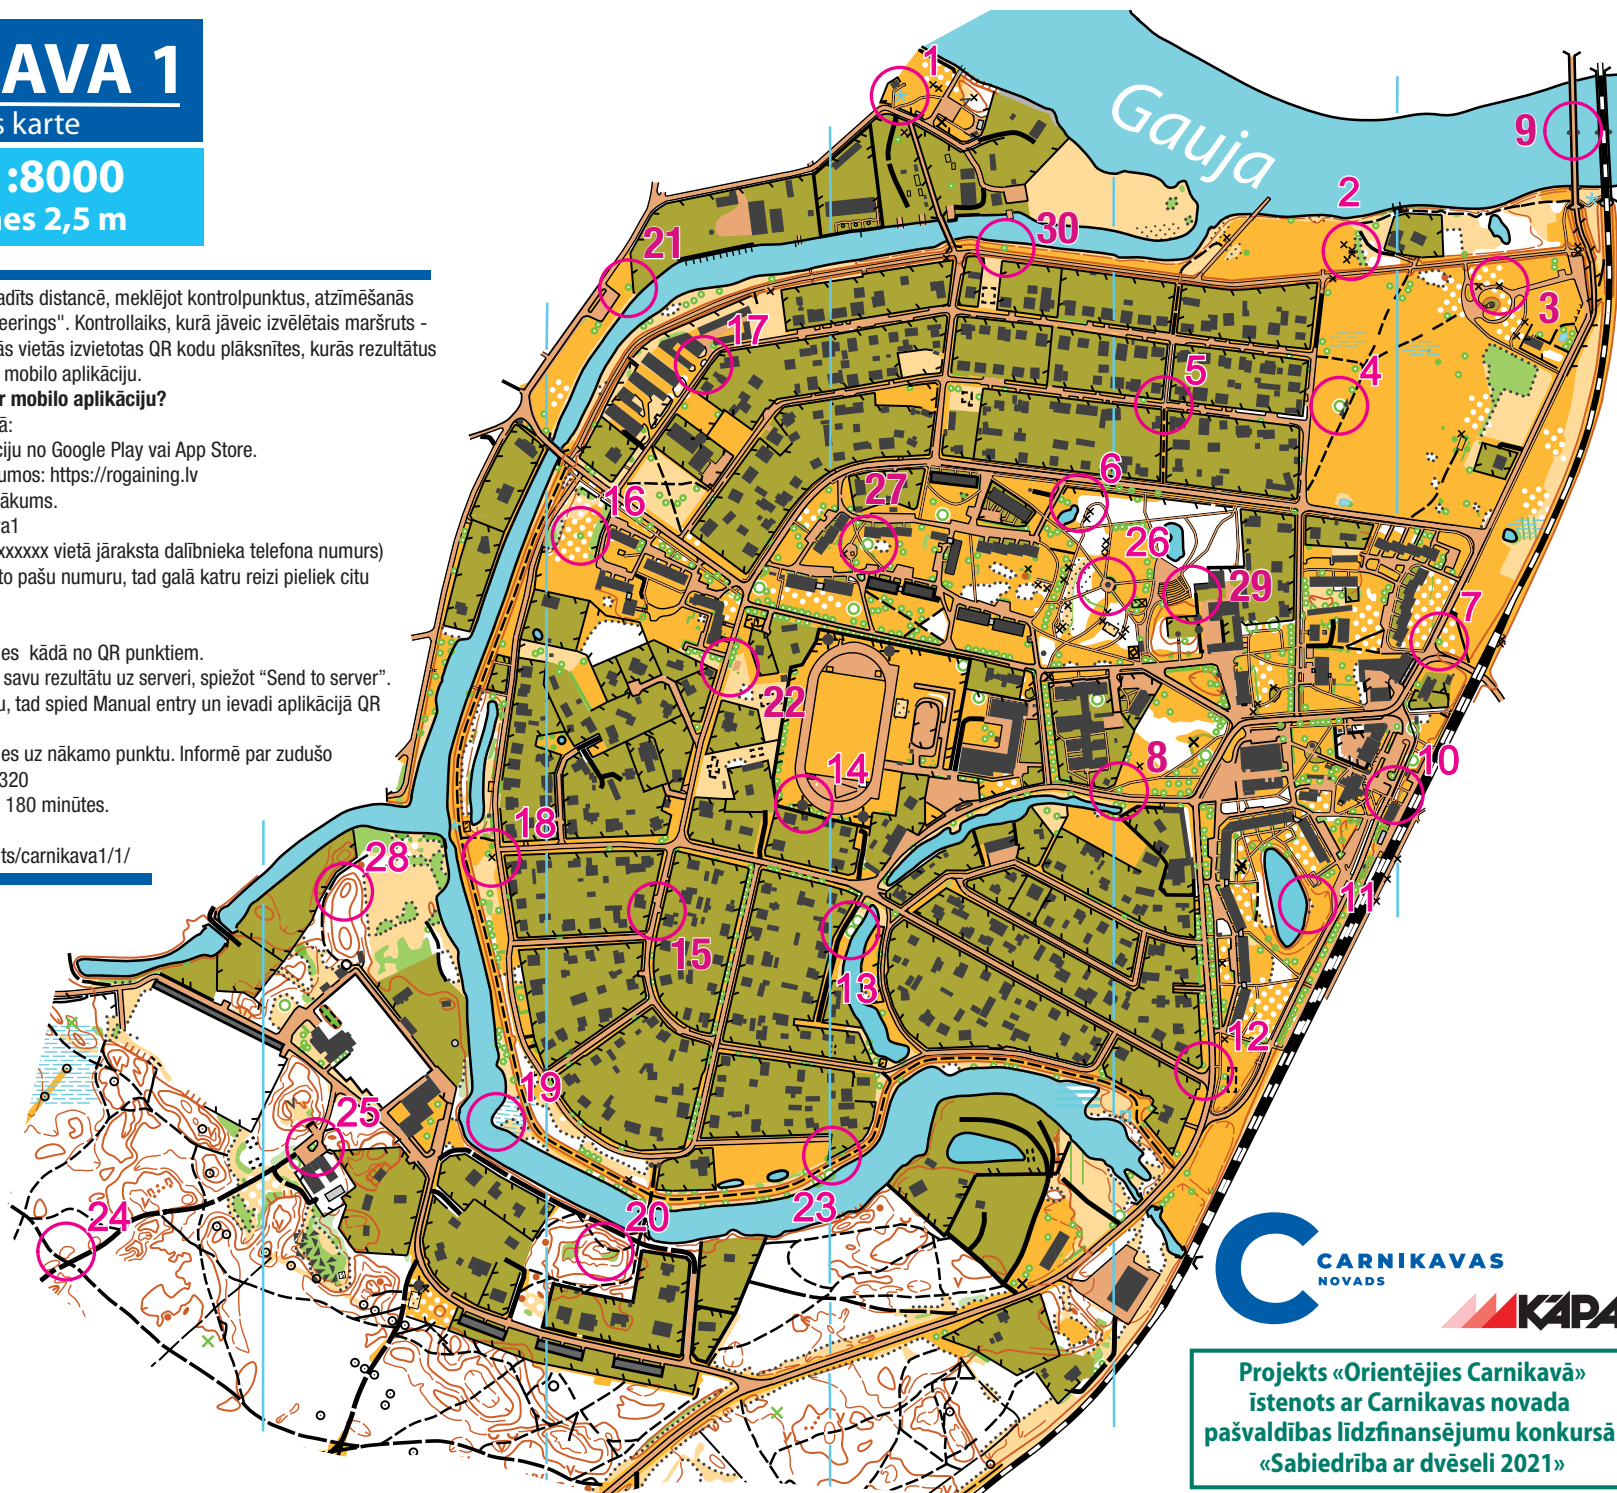 AVA 1
s karte
:8000
nes 2,5 m
adīts distancē, meklējot kontrolpunktus, atzīmēšanās
eerings". Kontrollaiks, kurā jāveic izvēlētais maršruts -
ās vietās izvietotas QR kodu plāksnītes, kurās rezultātus
mobilo aplikāciju.
r mobilo aplikāciju?
ā:
ciju no Google Play vai App Store.
umos: https://rogaining.lv
ākums.
a1
xxxxxx vietā jāraksta dalībnieka telefona numurs)
to pašu numuru, tad galā katru reizi pieliek citu
es kādā no QR punktiem.
savu rezultātu uz serveri, spiežot “Send to server”.
u, tad spied Manual entry un ievadi aplikācijā QR
es uz nākamo punktu. Informē par zudušo
320
180 minūtes.
ts/carnikava1/1/
Gauja
1
9
2
21
30
3
17
5
4
6
27
16
26
29
7
22
8
14
10
18
28
11
15
13
12
19
25
24
20
23
C CARNIKAVAS
NOVADS
KĀPA
Projekts «Orientējies Carnikavā»
īstenots ar Carnikavas novada
pašvaldības līdzfinansējumu konkursā
«Sabiedrība ar dvēseli 2021»